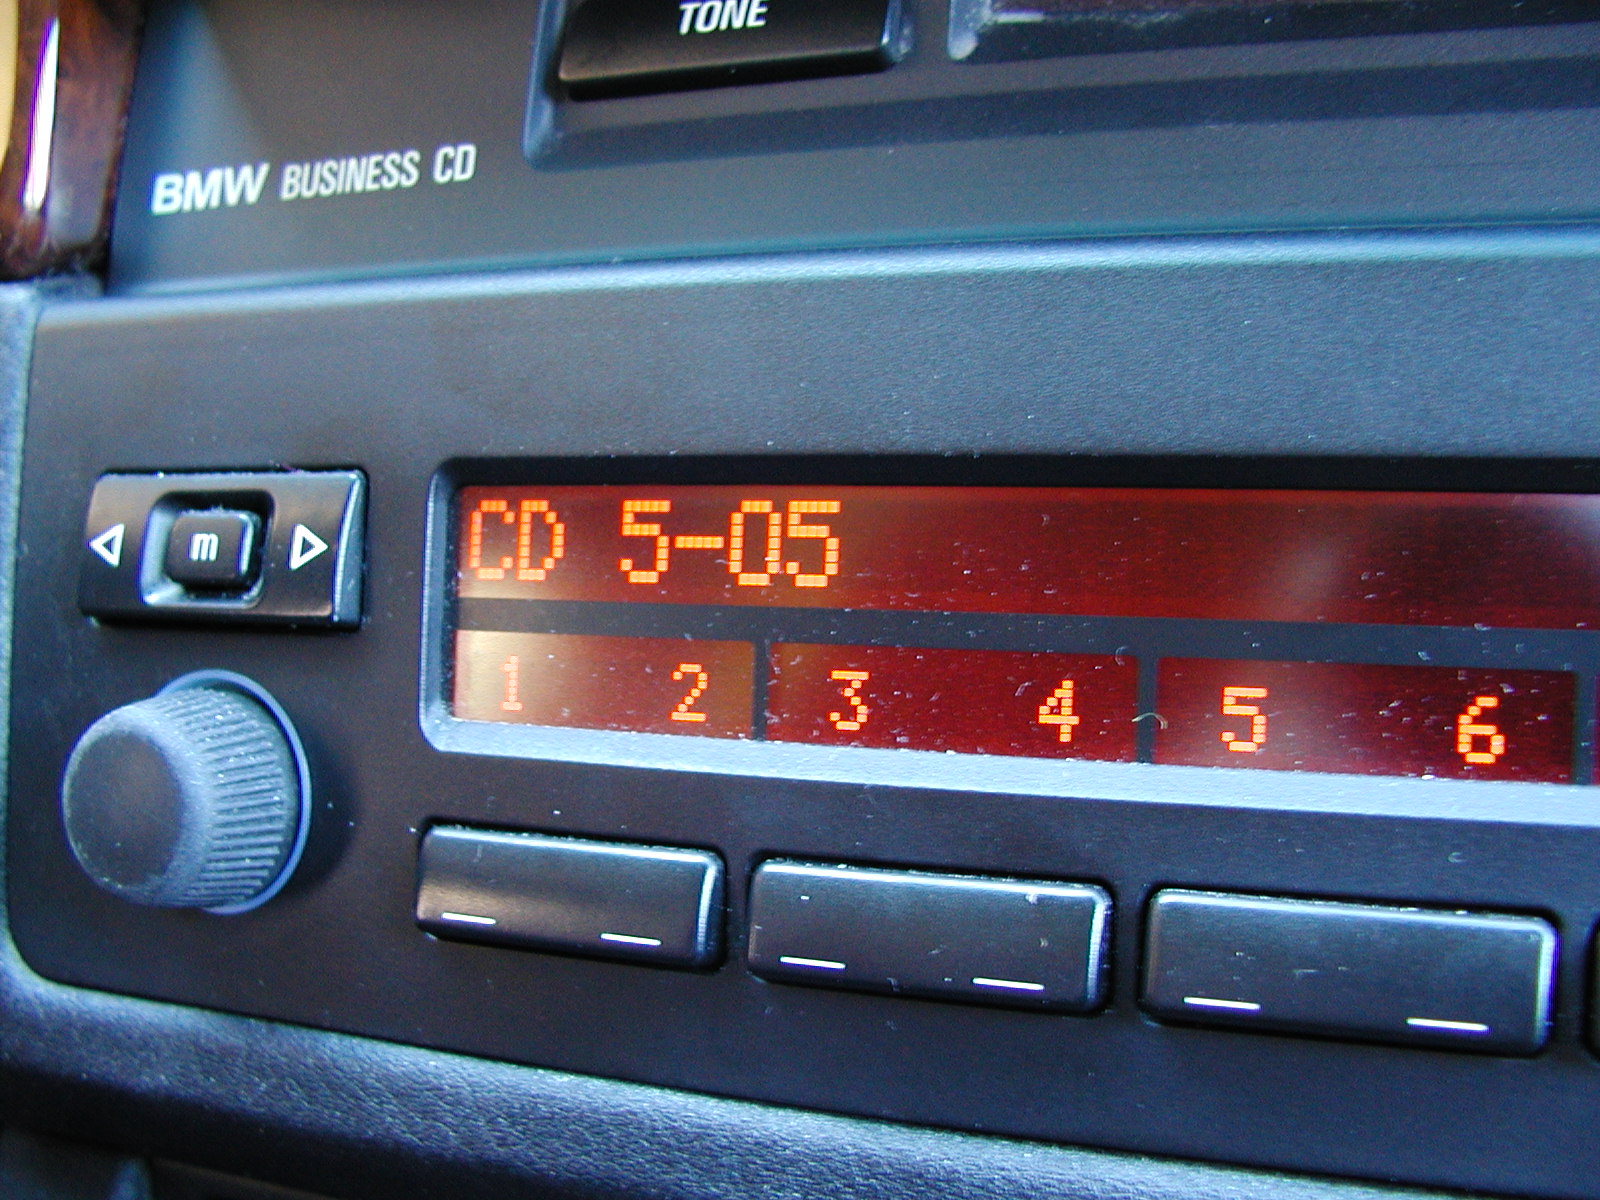 TONE
BMW BUSINESS CD
m
CD 5-05
1 2 3 4 5 6